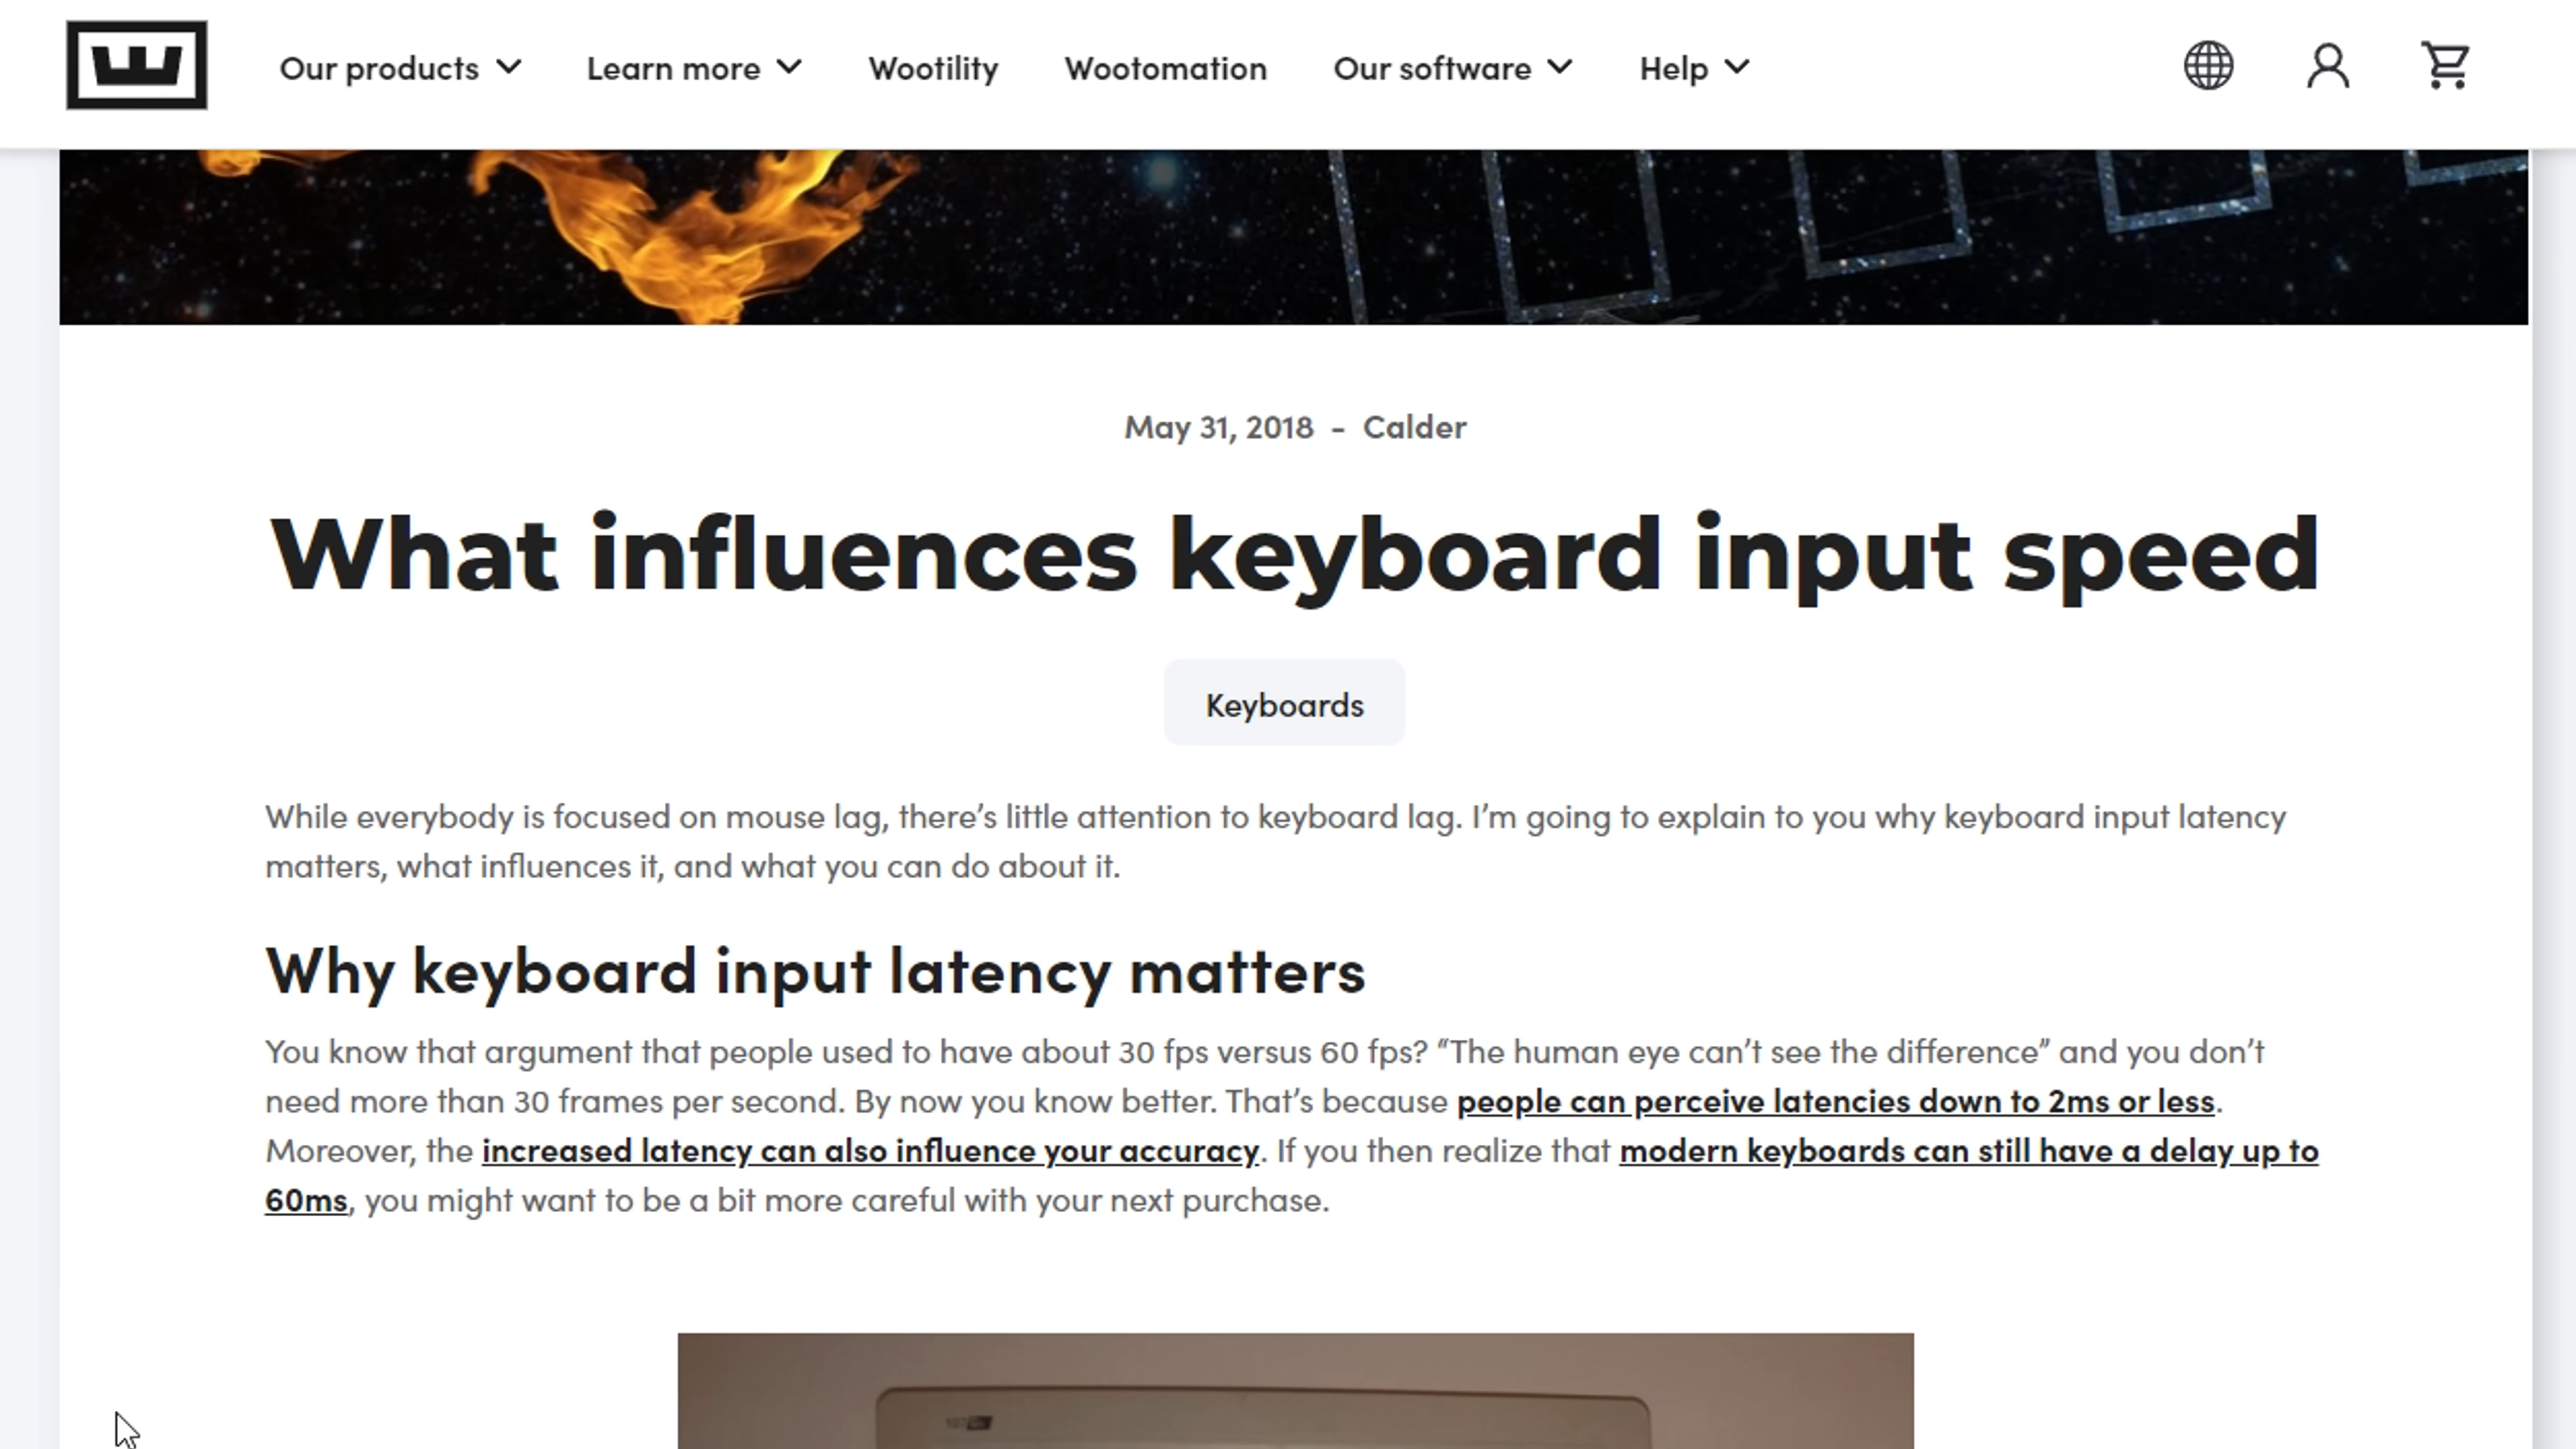 Our products Learn more Wootility Wootomation Our software Help
May 31, 2018 - Calder
What influences keyboard input speed
Keyboards
While everybody is focused on mouse lag, there’s little attention to keyboard lag. I’m going to explain to you why keyboard input latency
matters, what influences it, and what you can do about it.
Why keyboard input latency matters
You know that argument that people used to have about 30 fps versus 60 fps? “The human eye can’t see the difference” and you don’t
need more than 30 frames per second. By now you know better. That’s because people can perceive latencies down to 2ms or less.
Moreover, the increased latency can also influence your accuracy. If you then realize that modern keyboards can still have a delay up to
60ms, you might want to be a bit more careful with your next purchase.